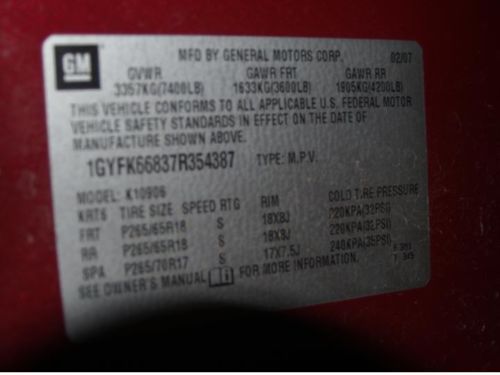 GM
MFD BY GENERAL MOTORS CORP. 02/07
GVWR GAWR FRT GAWR RR
3357KG(7400LB) 1633KG(3600LB) 1905KG(4200LB)
THIS VEHICLE CONFORMS TO ALL APPLICABLE U.S. FEDERAL MOTOR
VEHICLE SAFETY STANDARDS IN EFFECT ON THE DATE OF
MANUFACTURE SHOWN ABOVE.
1GYFK66837R354387 TYPE: M.P.V.
MODEL: K10906
TIRE SIZE SPEED RTG RIM COLD TIRE PRESSURE
FRT P265/65R18 S 18X8J 220KPA(32PSI)
RR P265/65R18 S 18X8J 220KPA(32PSI)
SPA P265/70R17 S 17X7.5J 240KPA(35PSI)
SEE OWNER'S MANUAL FOR MORE INFORMATION.